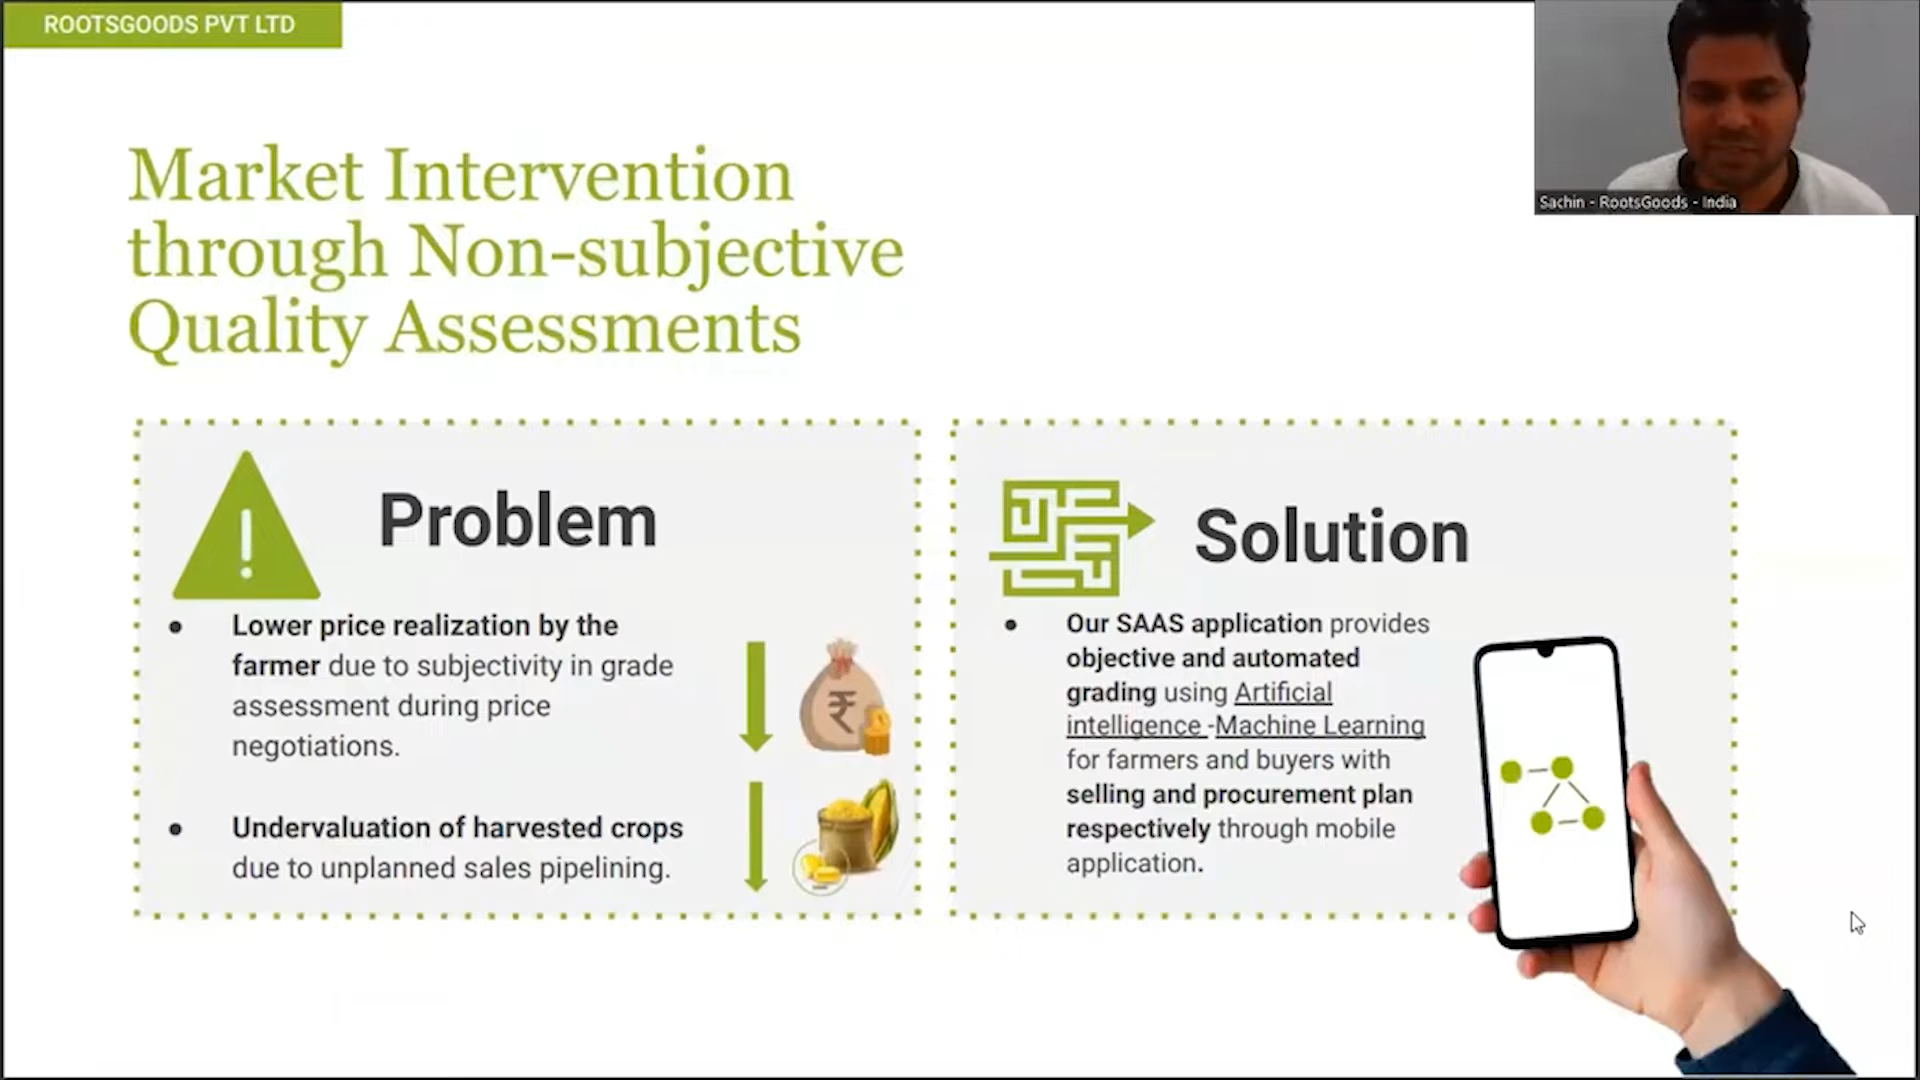 ROOTSGOODS PVT LTD
Sachin - RootsGoods - India
Market Intervention
through Non-subjective
Quality Assessments
Problem
● Lower price realization by the
farmer due to subjectivity in grade
assessment during price
negotiations.
● Undervaluation of harvested crops
due to unplanned sales pipelining.
Solution
● Our SAAS application provides
objective and automated
grading using Artificial
intelligence -Machine Learning
for farmers and buyers with
selling and procurement plan
respectively through mobile
application.
₹